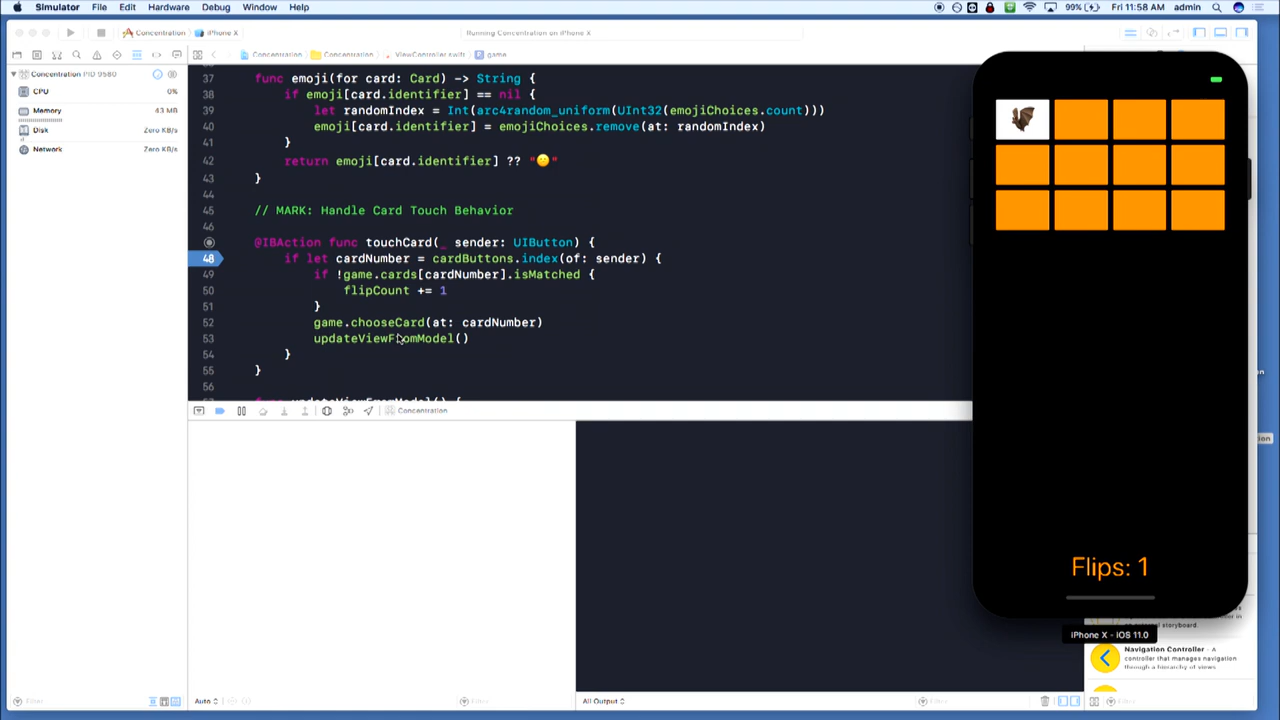 Simulator File Edit Hardware Debug Window Help
99% Fri 11:58 AM admin
Concentration iPhone X
Running Concentration on iPhone X
Concentration Concentration ViewController.swift game
Concentration PID 9580
CPU 0%
Memory 43 MB
Disk Zero KB/s
Network Zero KB/s
37 func emoji(for card: Card) -> String {
38 if emoji[card.identifier] == nil {
39 let randomIndex = Int(arc4random_uniform(UInt32(emojiChoices.count)))
40 emoji[card.identifier] = emojiChoices.remove(at: randomIndex)
41 }
42 return emoji[card.identifier] ?? "😕"
43 }
44
45 // MARK: Handle Card Touch Behavior
46
@IBAction func touchCard(_ sender: UIButton) {
48 if let cardNumber = cardButtons.index(of: sender) {
49 if !game.cards[cardNumber].isMatched {
50 flipCount += 1
51 }
52 game.chooseCard(at: cardNumber)
53 updateViewFromModel()
54 }
55 }
56
Concentration
Flips: 1
iPhone X - iOS 11.0
storyboard.
Navigation Controller - A
controller that manages navigation
through a hierarchy of views.
Filter
Auto
Filter
All Output
Filter
Filter